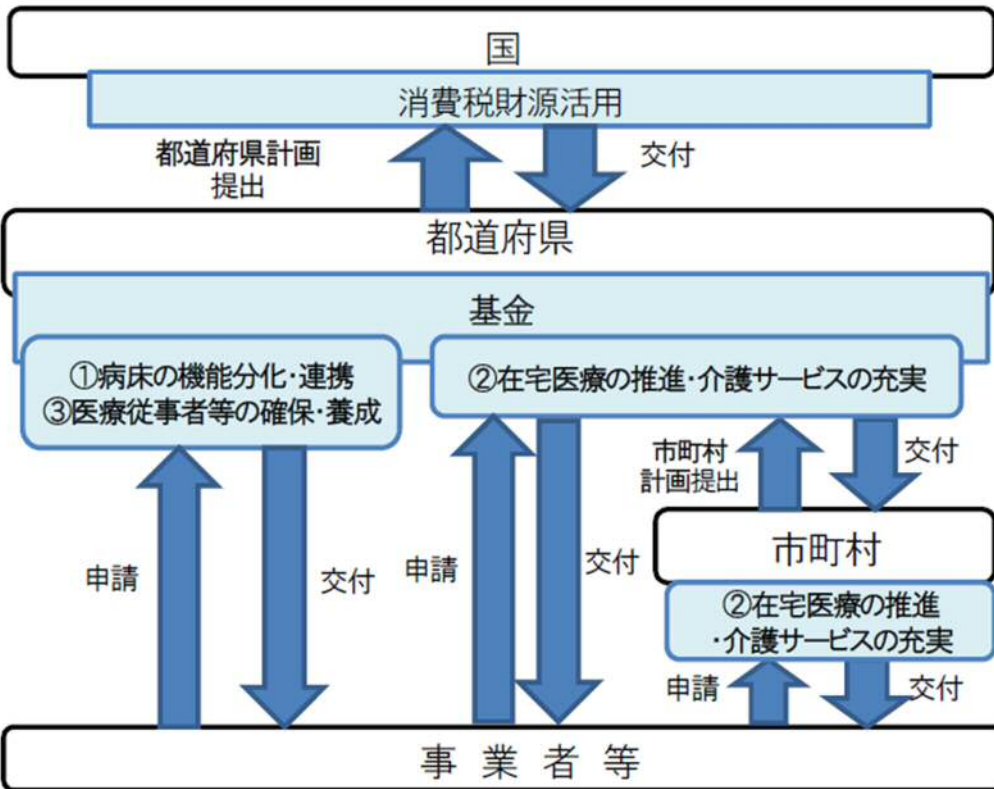 国
消費税財源活用
都道府県計画
提出
交付
都道府県
基金
①病床の機能分化・連携
③医療従事者等の確保・養成
②在宅医療の推進・介護サービスの充実
市町村
計画提出
交付
市町村
申請
交付
申請
交付
②在宅医療の推進
・介護サービスの充実
申請
交付
事業者等